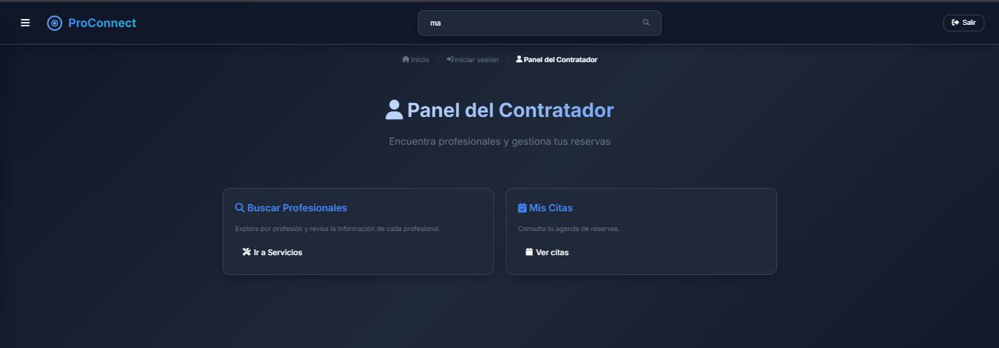 ProConnect
ma
Salir
Inicio / Iniciar sesión / Panel del Contratador
Panel del Contratador
Encuentra profesionales y gestiona tus reservas
Buscar Profesionales
Explora por profesión y revisa la información de cada profesional.
Ir a Servicios
Mis Citas
Consulta tu agenda de reservas.
Ver citas